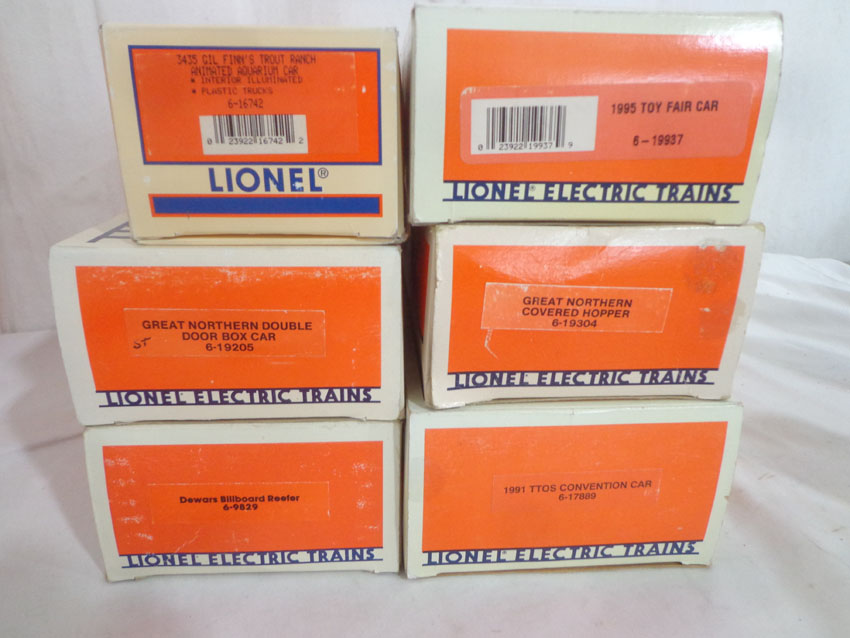 3435 GIL FINN'S TROUT RANCH
ANIMATED AQUARIUM CAR
* INTERIOR ILLUMINATED
* PLASTIC TRUCKS
6-16742
0 23922 16742 2
LIONEL®
1995 TOY FAIR CAR
6-19937
0 23922 19937 9
LIONEL® ELECTRIC TRAINS
GREAT NORTHERN DOUBLE
DOOR BOX CAR
6-19205
LIONEL ELECTRIC TRAINS
GREAT NORTHERN
COVERED HOPPER
6-19304
LIONEL ELECTRIC TRAINS
Dewars Billboard Reefer
6-9829
LIONEL ELECTRIC TRAINS
1991 TTOS CONVENTION CAR
6-17889
LIONEL ELECTRIC TRAINS